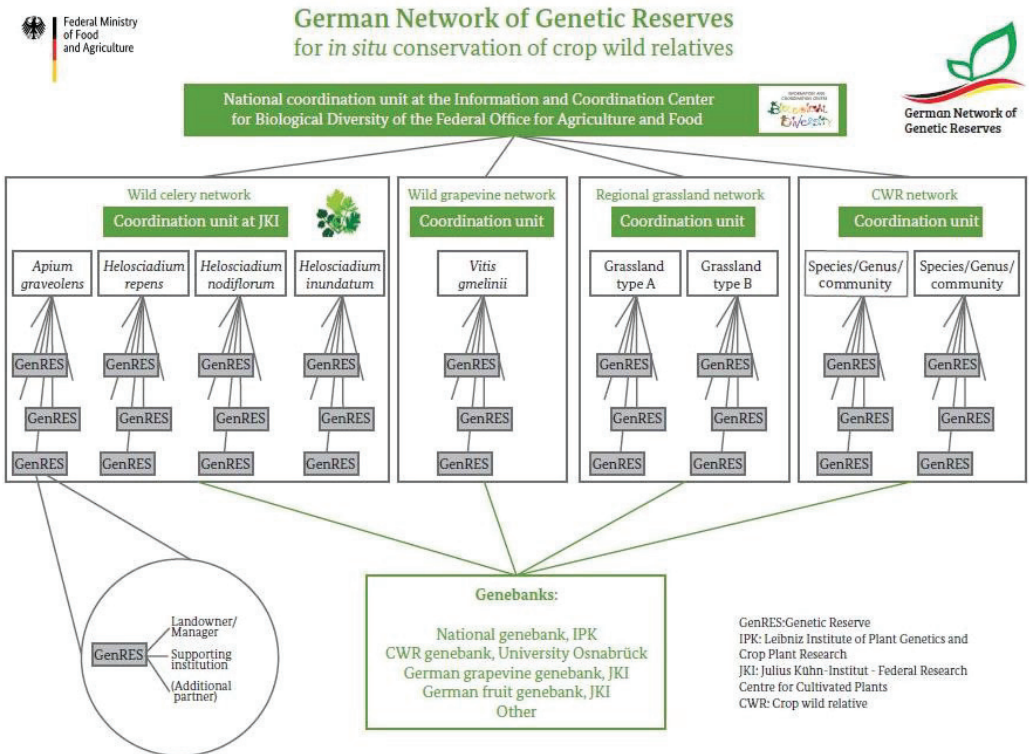 Federal Ministry
of Food
and Agriculture
German Network of Genetic Reserves
for in situ conservation of crop wild relatives
German Network of
Genetic Reserves
National coordination unit at the Information and Coordination Center
for Biological Diversity of the Federal Office for Agriculture and Food
INFORMATION AND
COORDINATION CENTRE
BIOLOGICAL
DIVERSITY
Wild celery network
Coordination unit at JKI
Apium
graveolens
Helosciadium
repens
Helosciadium
nodiflorum
Helosciadium
inundatum
GenRES GenRES GenRES GenRES
GenRES GenRES GenRES GenRES
GenRES GenRES GenRES GenRES
Wild grapevine network
Coordination unit
Vitis
gmelinii
GenRES
GenRES
GenRES
Regional grassland network
Coordination unit
Grassland
type A
Grassland
type B
GenRES GenRES
GenRES GenRES
GenRES GenRES
CWR network
Coordination unit
Species/Genus/
community
Species/Genus/
community
GenRES GenRES
GenRES GenRES
GenRES GenRES
GenRES
Landowner/
Manager
Supporting
institution
(Additional
partner)
Genebanks:
National genebank, IPK
CWR genebank, University Osnabrück
German grapevine genebank, JKI
German fruit genebank, JKI
Other
GenRES:Genetic Reserve
IPK: Leibniz Institute of Plant Genetics and
Crop Plant Research
JKI: Julius Kühn-Institut - Federal Research
Centre for Cultivated Plants
CWR: Crop wild relative